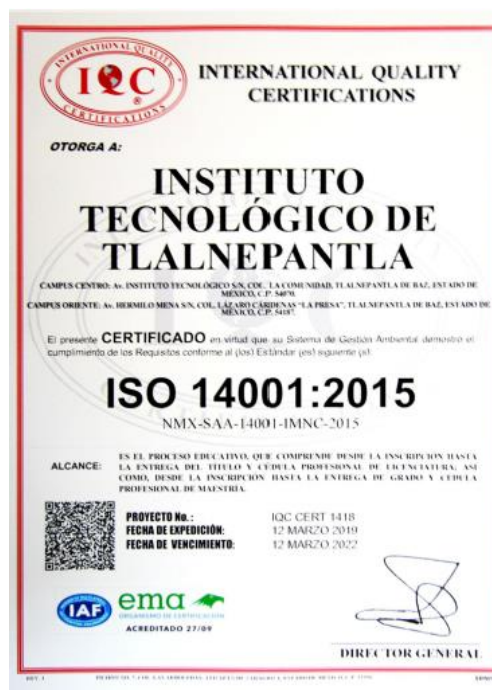 INTERNATIONAL QUALITY
IQC
®
CERTIFICATIONS
INTERNATIONAL QUALITY
CERTIFICATIONS
OTORGA A:
INSTITUTO
TECNOLÓGICO DE
TLALNEPANTLA
CAMPUS CENTRO: Av. INSTITUTO TECNOLÓGICO S/N, COL. LA COMUNIDAD, TLALNEPANTLA DE BAZ, ESTADO DE
MÉXICO, C.P. 54070.
CAMPUS ORIENTE: Av. HERMILO MENA S/N, COL. LÁZARO CÁRDENAS "LA PRESA", TLALNEPANTLA DE BAZ, ESTADO DE
MÉXICO, C.P. 54187.
El presente CERTIFICADO en virtud que su Sistema de Gestión Ambiental demostró el
cumplimiento de los Requisitos conforme al (los) Estándar (es) siguiente (s):
ISO 14001:2015
NMX-SAA-14001-IMNC-2015
ALCANCE:
ES EL PROCESO EDUCATIVO, QUE COMPRENDE DESDE LA INSCRIPCIÓN HASTA
LA ENTREGA DEL TÍTULO Y CÉDULA PROFESIONAL DE LICENCIATURA; ASÍ
COMO, DESDE LA INSCRIPCIÓN HASTA LA ENTREGA DE GRADO Y CÉDULA
PROFESIONAL DE MAESTRÍA.
PROYECTO No. : IQC CERT 1418
FECHA DE EXPEDICIÓN: 12 MARZO 2019
FECHA DE VENCIMIENTO: 12 MARZO 2022
IAF
ema
ORGANISMO DE CERTIFICACIÓN
ACREDITADO 27/09
DIRECTOR GENERAL
REV. 1